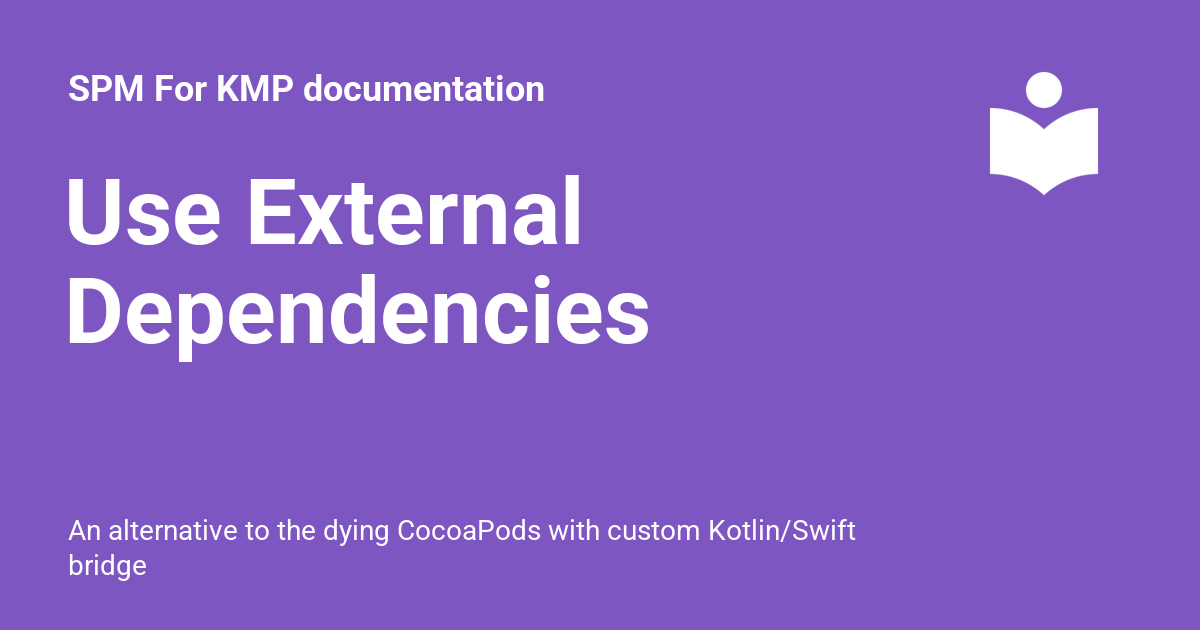 SPM For KMP documentation
Use External
Dependencies
An alternative to the dying CocoaPods with custom Kotlin/Swift
bridge